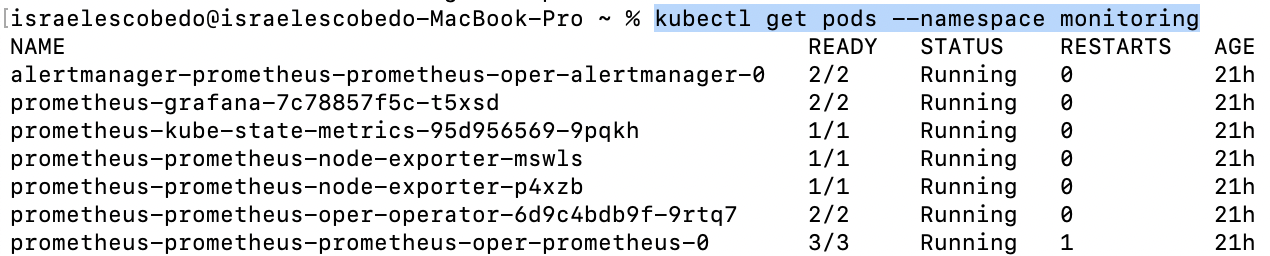 [israelescobedo@israelescobedo-MacBook-Pro ~ % kubectl get pods --namespace monitoring
NAME READY STATUS RESTARTS AGE
alertmanager-prometheus-prometheus-oper-alertmanager-0 2/2 Running 0 21h
prometheus-grafana-7c78857f5c-t5xsd 2/2 Running 0 21h
prometheus-kube-state-metrics-95d956569-9pqkh 1/1 Running 0 21h
prometheus-prometheus-node-exporter-mswls 1/1 Running 0 21h
prometheus-prometheus-node-exporter-p4xzb 1/1 Running 0 21h
prometheus-prometheus-oper-operator-6d9c4bdb9f-9rtq7 2/2 Running 0 21h
prometheus-prometheus-prometheus-oper-prometheus-0 3/3 Running 1 21h